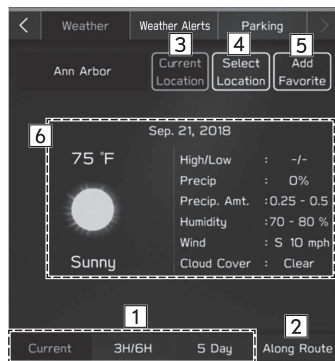 Weather Weather Alerts Parking
3 4 5
Ann Arbor
Current Location
Select Location
Add Favorite
6
Sep. 21, 2018
75 °F
Sunny
High/Low : -/-
Precip : 0%
Precip. Amt. :0.25 - 0.5
Humidity :70 - 80 %
Wind : S 10 mph
Cloud Cover : Clear
1
2
Current 3H/6H 5 Day Along Route